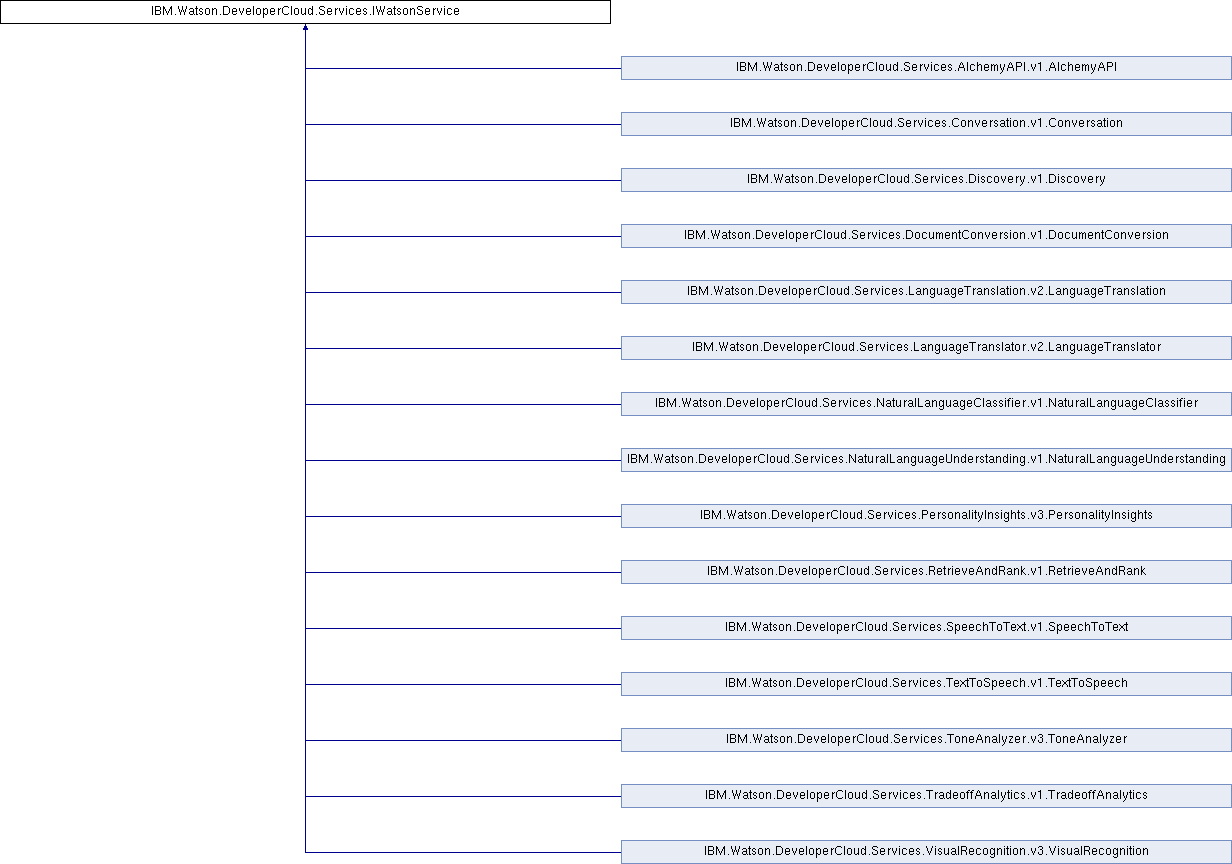 IBM.Watson.DeveloperCloud.Services.IWatsonService
IBM.Watson.DeveloperCloud.Services.AlchemyAPI.v1.AlchemyAPI
IBM.Watson.DeveloperCloud.Services.Conversation.v1.Conversation
IBM.Watson.DeveloperCloud.Services.Discovery.v1.Discovery
IBM.Watson.DeveloperCloud.Services.DocumentConversion.v1.DocumentConversion
IBM.Watson.DeveloperCloud.Services.LanguageTranslation.v2.LanguageTranslation
IBM.Watson.DeveloperCloud.Services.LanguageTranslator.v2.LanguageTranslator
IBM.Watson.DeveloperCloud.Services.NaturalLanguageClassifier.v1.NaturalLanguageClassifier
IBM.Watson.DeveloperCloud.Services.NaturalLanguageUnderstanding.v1.NaturalLanguageUnderstanding
IBM.Watson.DeveloperCloud.Services.PersonalityInsights.v3.PersonalityInsights
IBM.Watson.DeveloperCloud.Services.RetrieveAndRank.v1.RetrieveAndRank
IBM.Watson.DeveloperCloud.Services.SpeechToText.v1.SpeechToText
IBM.Watson.DeveloperCloud.Services.TextToSpeech.v1.TextToSpeech
IBM.Watson.DeveloperCloud.Services.ToneAnalyzer.v3.ToneAnalyzer
IBM.Watson.DeveloperCloud.Services.TradeoffAnalytics.v1.TradeoffAnalytics
IBM.Watson.DeveloperCloud.Services.VisualRecognition.v3.VisualRecognition